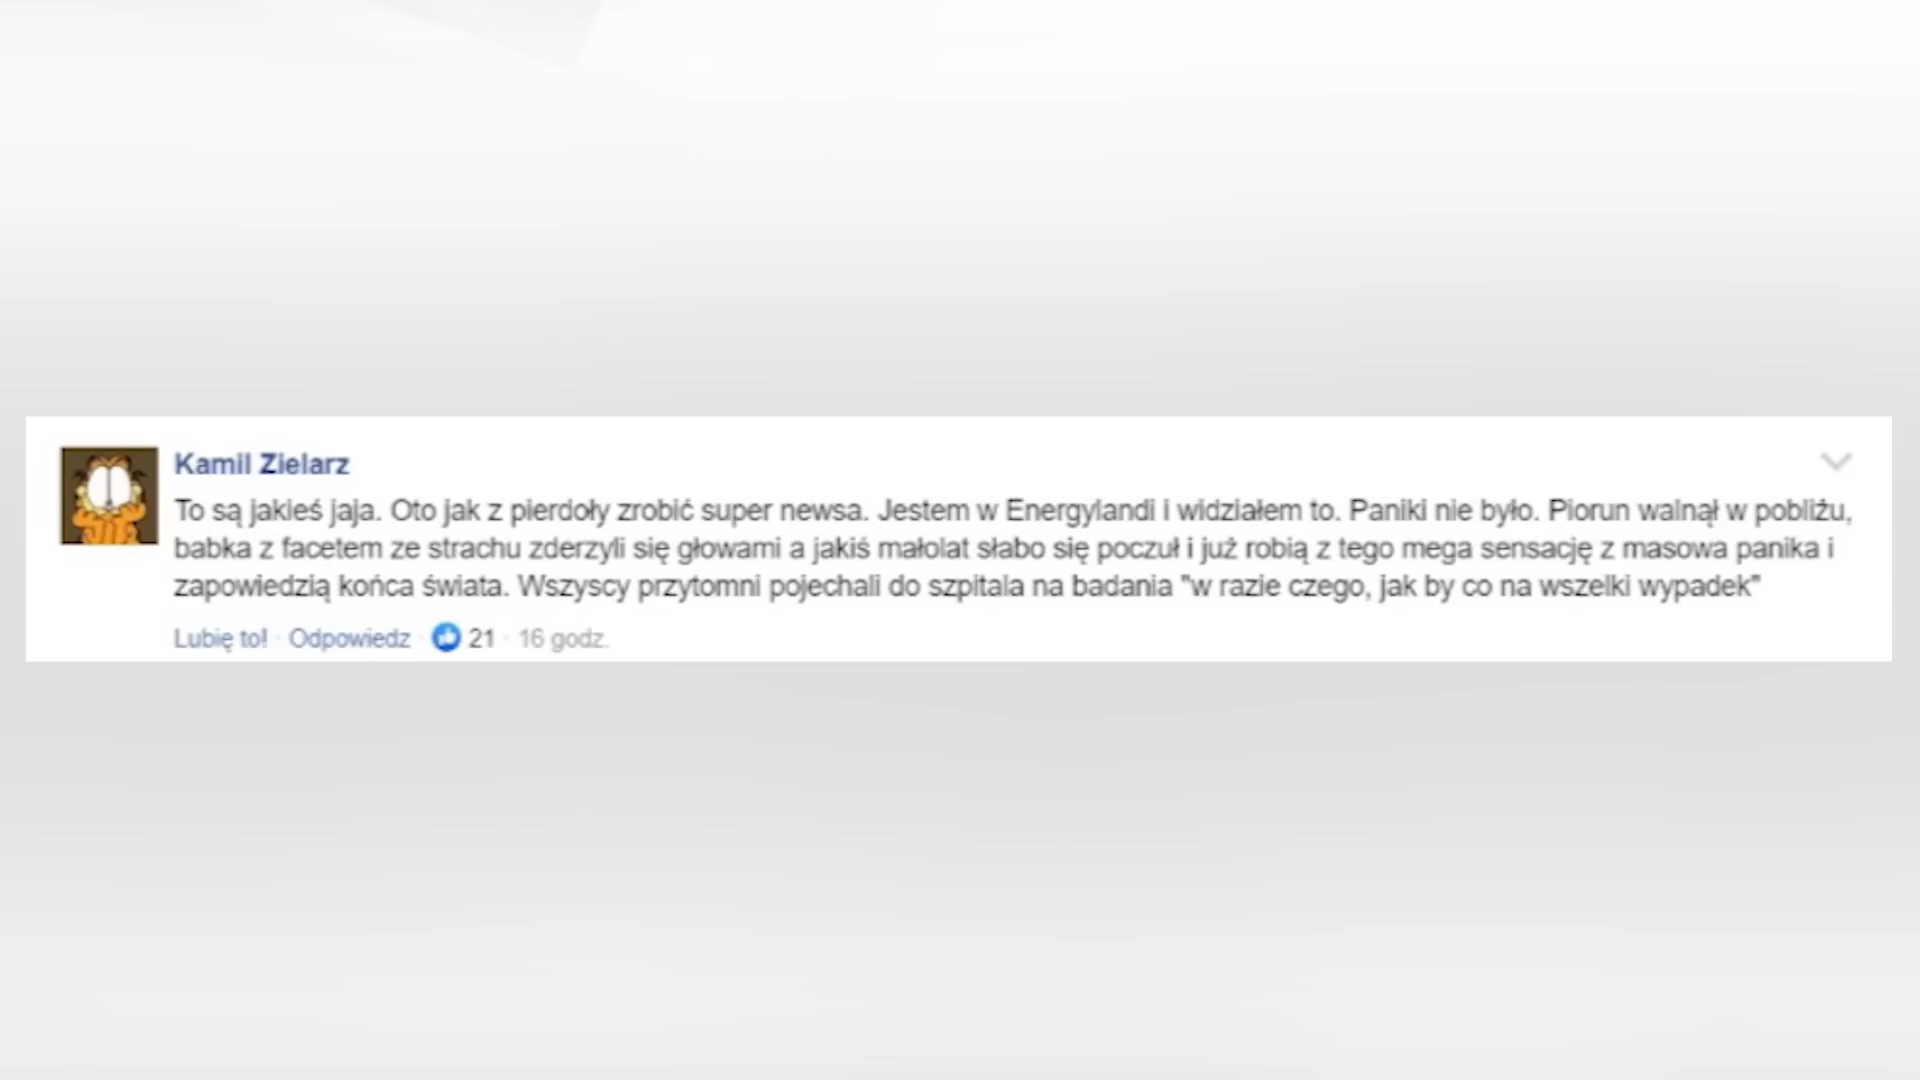 Kamil Zielarz
To są jakieś jaja. Oto jak z pierdoły zrobić super newsa. Jestem w Energylandi i widziałem to. Paniki nie było. Piorun walnął w pobliżu,
babka z facetem ze strachu zderzyli się głowami a jakiś małolat słabo się poczuł i już robią z tego mega sensację z masowa panika i
zapowiedzią końca świata. Wszyscy przytomni pojechali do szpitala na badania "w razie czego, jak by co na wszelki wypadek"
Lubię to! · Odpowiedz · 21 · 16 godz.